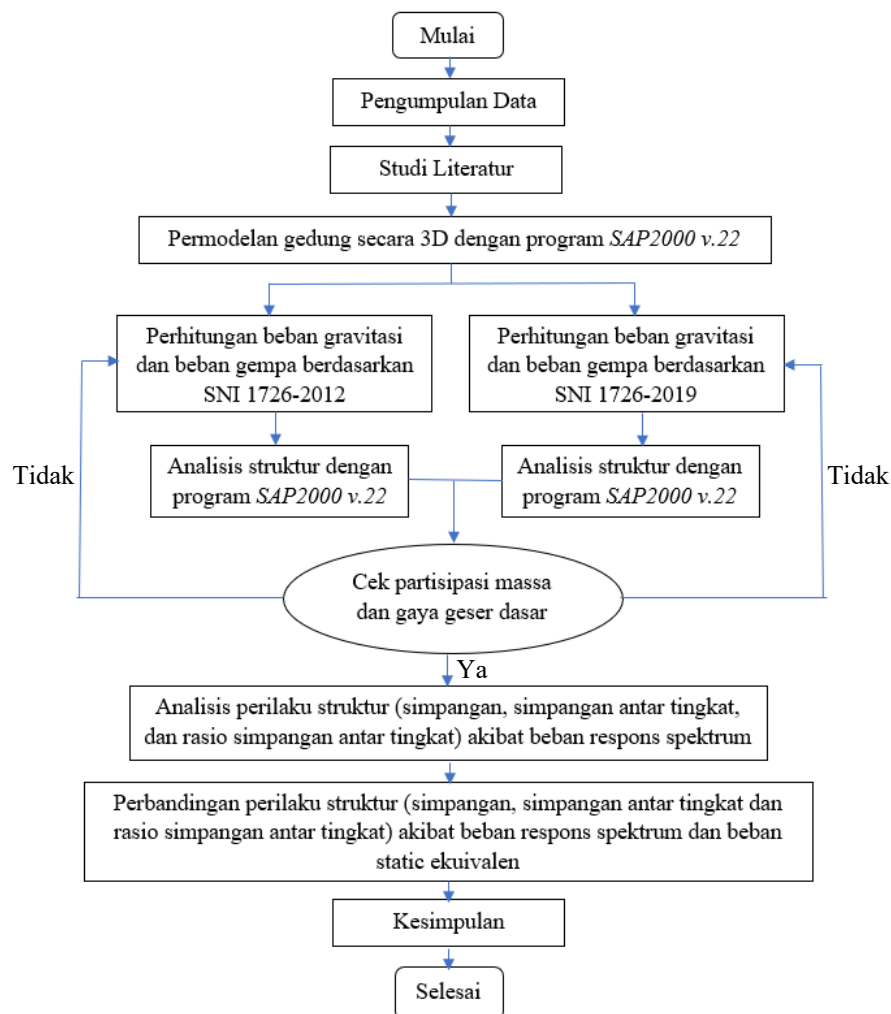 Mulai
Pengumpulan Data
Studi Literatur
Permodelan gedung secara 3D dengan program SAP2000 v.22
Perhitungan beban gravitasi
dan beban gempa berdasarkan
SNI 1726-2012
Perhitungan beban gravitasi
dan beban gempa berdasarkan
SNI 1726-2019
Tidak
Analisis struktur dengan
program SAP2000 v.22
Analisis struktur dengan
program SAP2000 v.22
Tidak
Cek partisipasi massa
dan gaya geser dasar
Ya
Analisis perilaku struktur (simpangan, simpangan antar tingkat,
dan rasio simpangan antar tingkat) akibat beban respons spektrum
Perbandingan perilaku struktur (simpangan, simpangan antar tingkat dan
rasio simpangan antar tingkat) akibat beban respons spektrum dan beban
static ekuivalen
Kesimpulan
Selesai